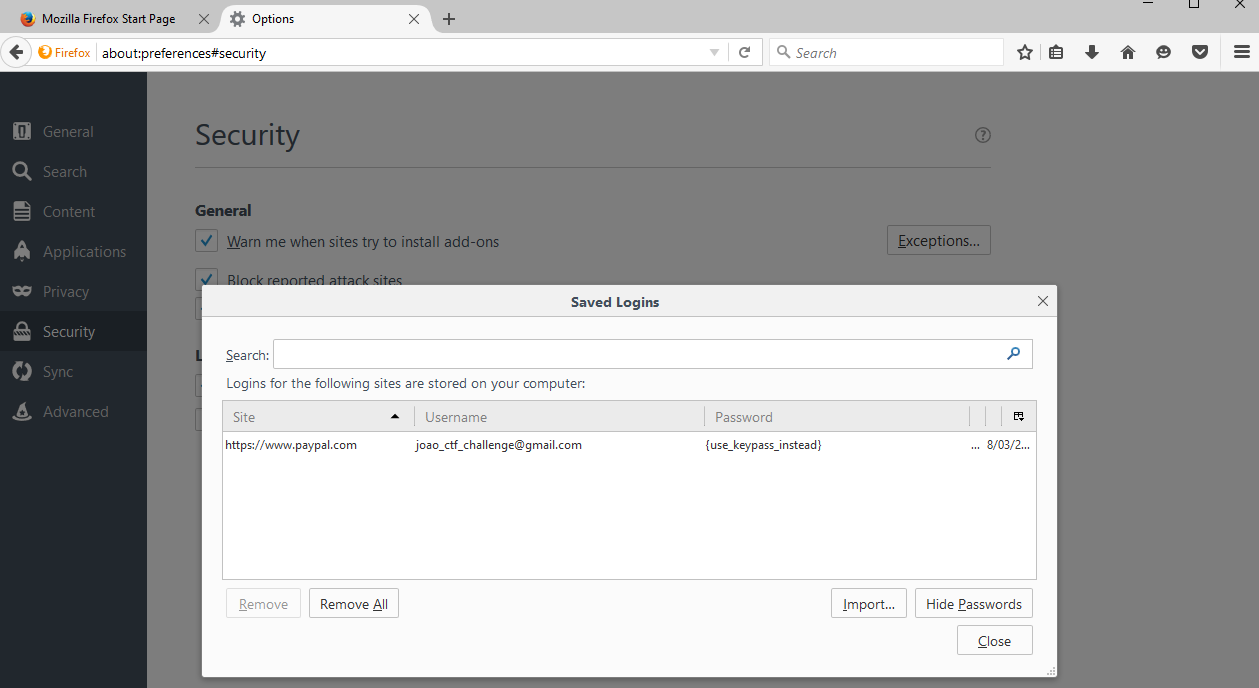 Mozilla Firefox Start Page
Options
Firefox
about:preferences#security
Search
General
Search
Content
Applications
Privacy
Security
Sync
Advanced
Security
?
General
Warn me when sites try to install add-ons
Exceptions...
Block reported attack sites
L
Saved Logins
Search:
Logins for the following sites are stored on your computer:
Site Username Password
https://www.paypal.com joao_ctf_challenge@gmail.com {use_keypass_instead} ... 8/03/2...
Remove Remove All Import... Hide Passwords
Close